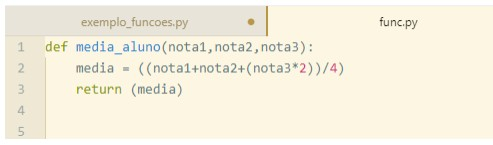 exemplo_funcoes.py func.py
1 def media_aluno(nota1,nota2,nota3):
2     media = ((nota1+nota2+(nota3*2))/4)
3     return (media)
4
5